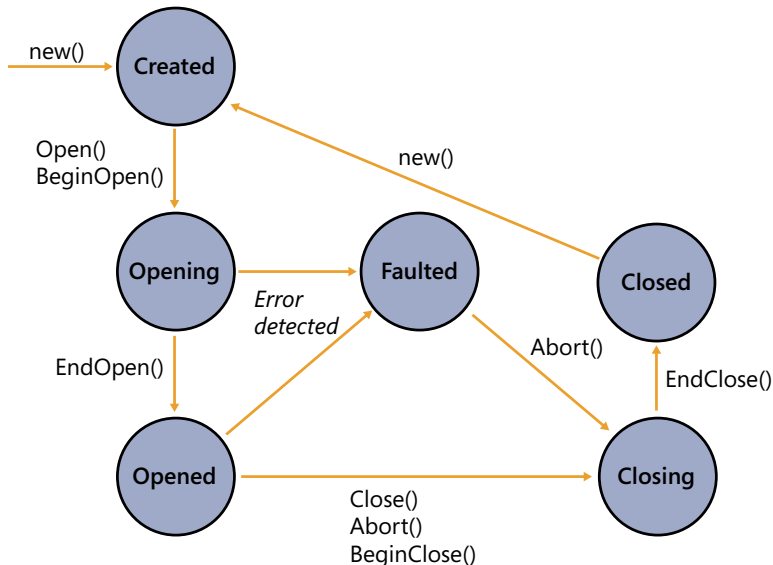 new()
Created
Open()
BeginOpen()
new()
Opening
Faulted
Closed
Error
detected
Abort()
EndOpen()
EndClose()
Opened
Closing
Close()
Abort()
BeginClose()